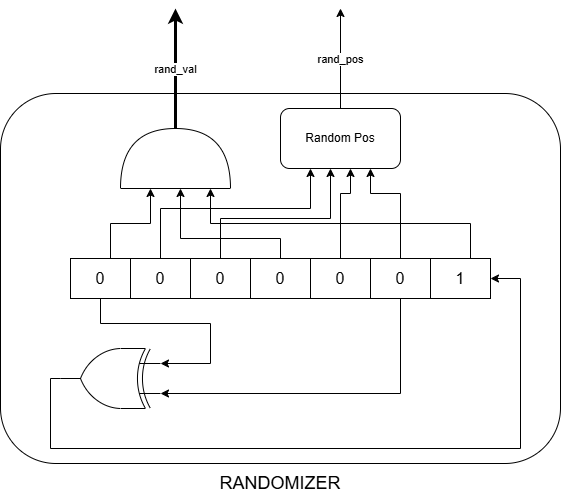 rand_val
rand_pos
Random Pos
0 0 0 0 0 0 1
RANDOMIZER